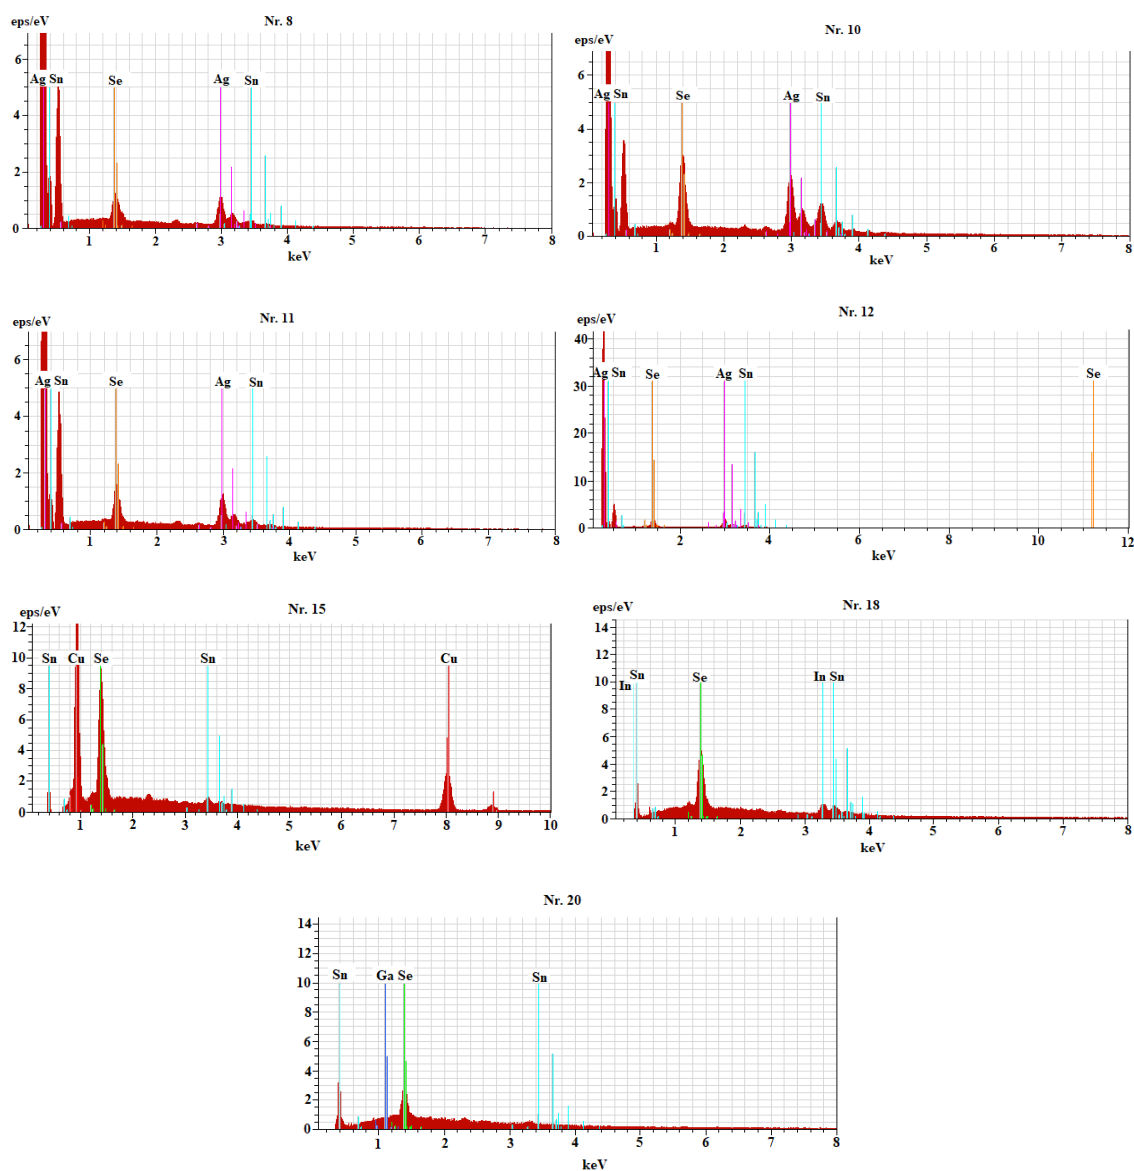 Nr. 8
eps/eV
6
4
2
0
Ag Sn Se Ag Sn
1 2 3 4 5 6 7 8
keV
Nr. 10
eps/eV
6
4
2
0
Ag Sn Se Ag Sn
1 2 3 4 5 6 7 8
keV
Nr. 11
eps/eV
6
4
2
0
Ag Sn Se Ag Sn
1 2 3 4 5 6 7 8
keV
Nr. 12
eps/eV
40
30
20
10
0
Ag Sn Se Ag Sn Se
2 4 6 8 10 12
keV
Nr. 15
eps/eV
12
10
8
6
4
2
0
Sn Cu Se Sn Cu
1 2 3 4 5 6 7 8 9 10
keV
Nr. 18
eps/eV
14
12
10
8
6
4
2
0
In Sn Se In Sn
1 2 3 4 5 6 7 8
keV
Nr. 20
eps/eV
14
12
10
8
6
4
2
0
Sn Ga Se Sn
1 2 3 4 5 6 7 8
keV